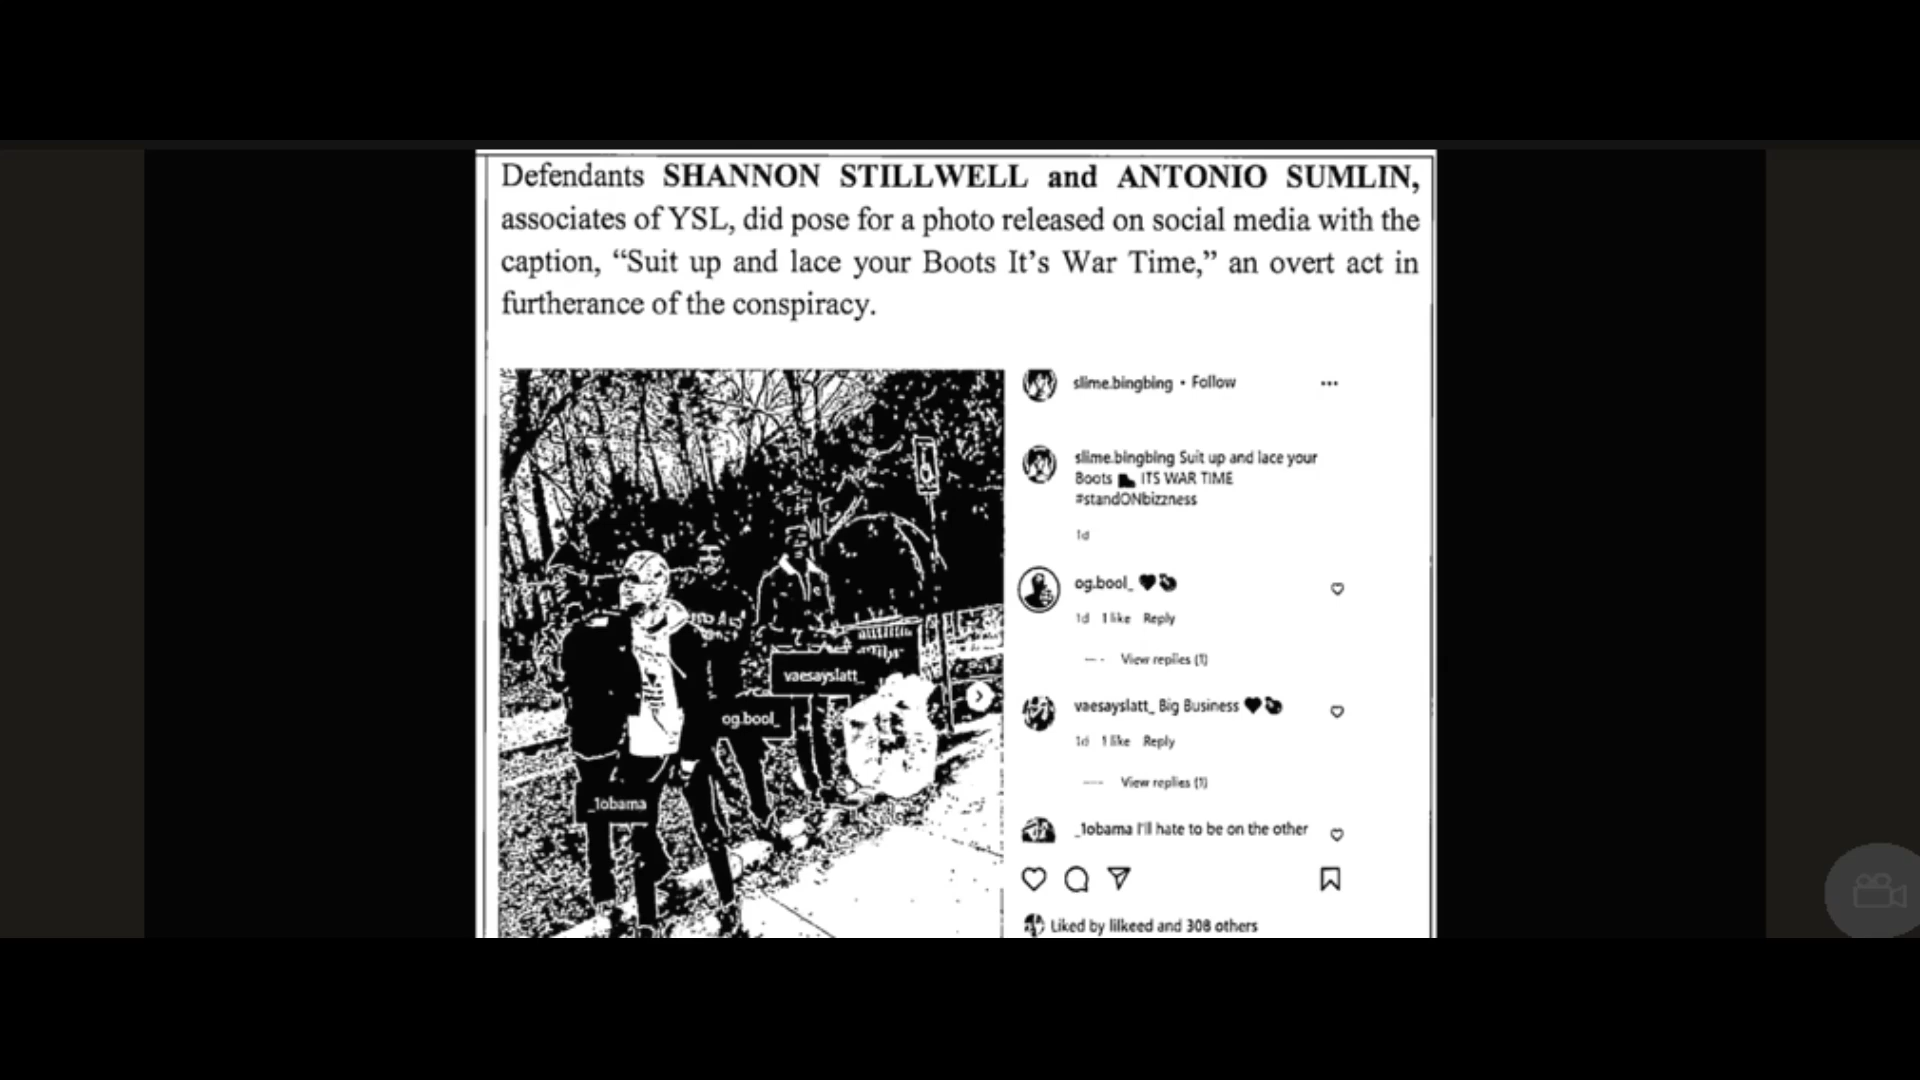 Defendants SHANNON STILLWELL and ANTONIO SUMLIN,
associates of YSL, did pose for a photo released on social media with the
caption, “Suit up and lace your Boots It’s War Time,” an overt act in
furtherance of the conspiracy.
slime.bingbing • Follow
slime.bingbing Suit up and lace your
Boots 🥾 ITS WAR TIME
#standONbizzness
1d
og.bool_
1d 1 like Reply
View replies (1)
vaesayslatt_ Big Business
1d 1 like Reply
View replies (1)
_1obama I'll hate to be on the other
Liked by lilkeed and 308 others
vaesayslatt_
og.bool_
_1obama